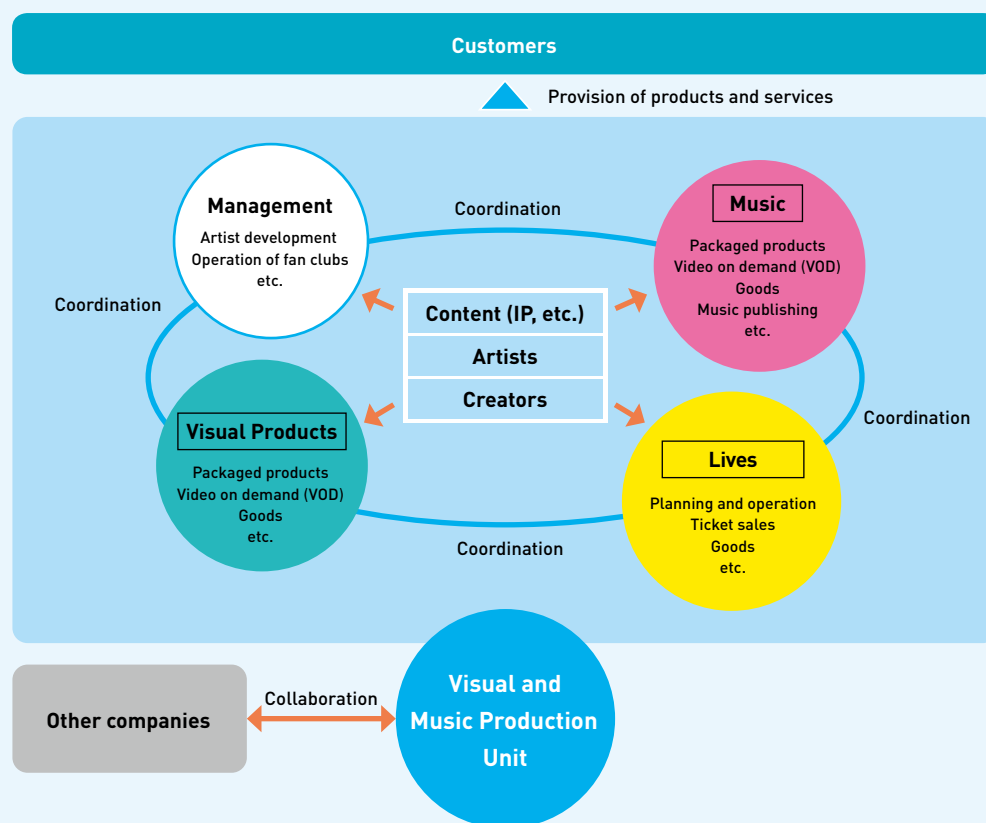 Customers
Provision of products and services
Management
Artist development
Operation of fan clubs
etc.
Coordination
Music
Packaged products
Video on demand (VOD)
Goods
Music publishing
etc.
Coordination
Content (IP, etc.)
Artists
Creators
Visual Products
Packaged products
Video on demand (VOD)
Goods
etc.
Coordination
Lives
Planning and operation
Ticket sales
Goods
etc.
Coordination
Other companies
Collaboration
Visual and
Music Production
Unit